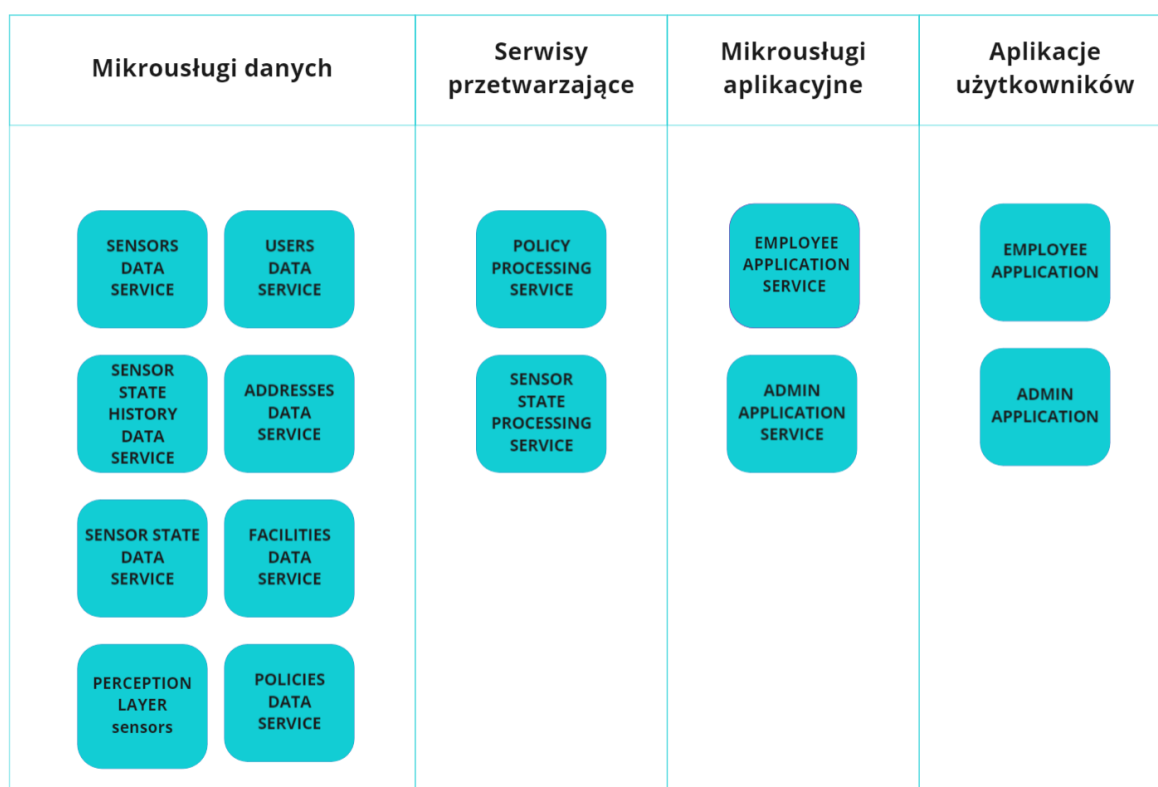 Mikrousługi danych
Serwisy
przetwarzające
Mikrousługi
aplikacyjne
Aplikacje
użytkowników
SENSORS
DATA
SERVICE
USERS
DATA
SERVICE
SENSOR
STATE
HISTORY
DATA
SERVICE
ADDRESSES
DATA
SERVICE
SENSOR STATE
DATA
SERVICE
FACILITIES
DATA
SERVICE
PERCEPTION
LAYER
sensors
POLICIES
DATA
SERVICE
POLICY
PROCESSING
SERVICE
SENSOR
STATE
PROCESSING
SERVICE
EMPLOYEE
APPLICATION
SERVICE
ADMIN
APPLICATION
SERVICE
EMPLOYEE
APPLICATION
ADMIN
APPLICATION